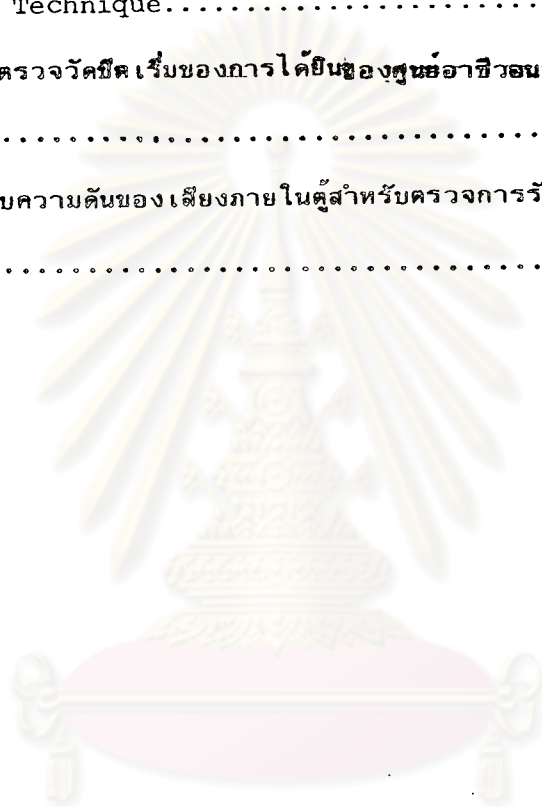 Technique........................
ตรวจวัดขีดเริ่มของการได้ยินของศูนย์อาชีวอน
..................................
บความดันของเสียงภายในตู้สำหรับตรวจการรั
..................................